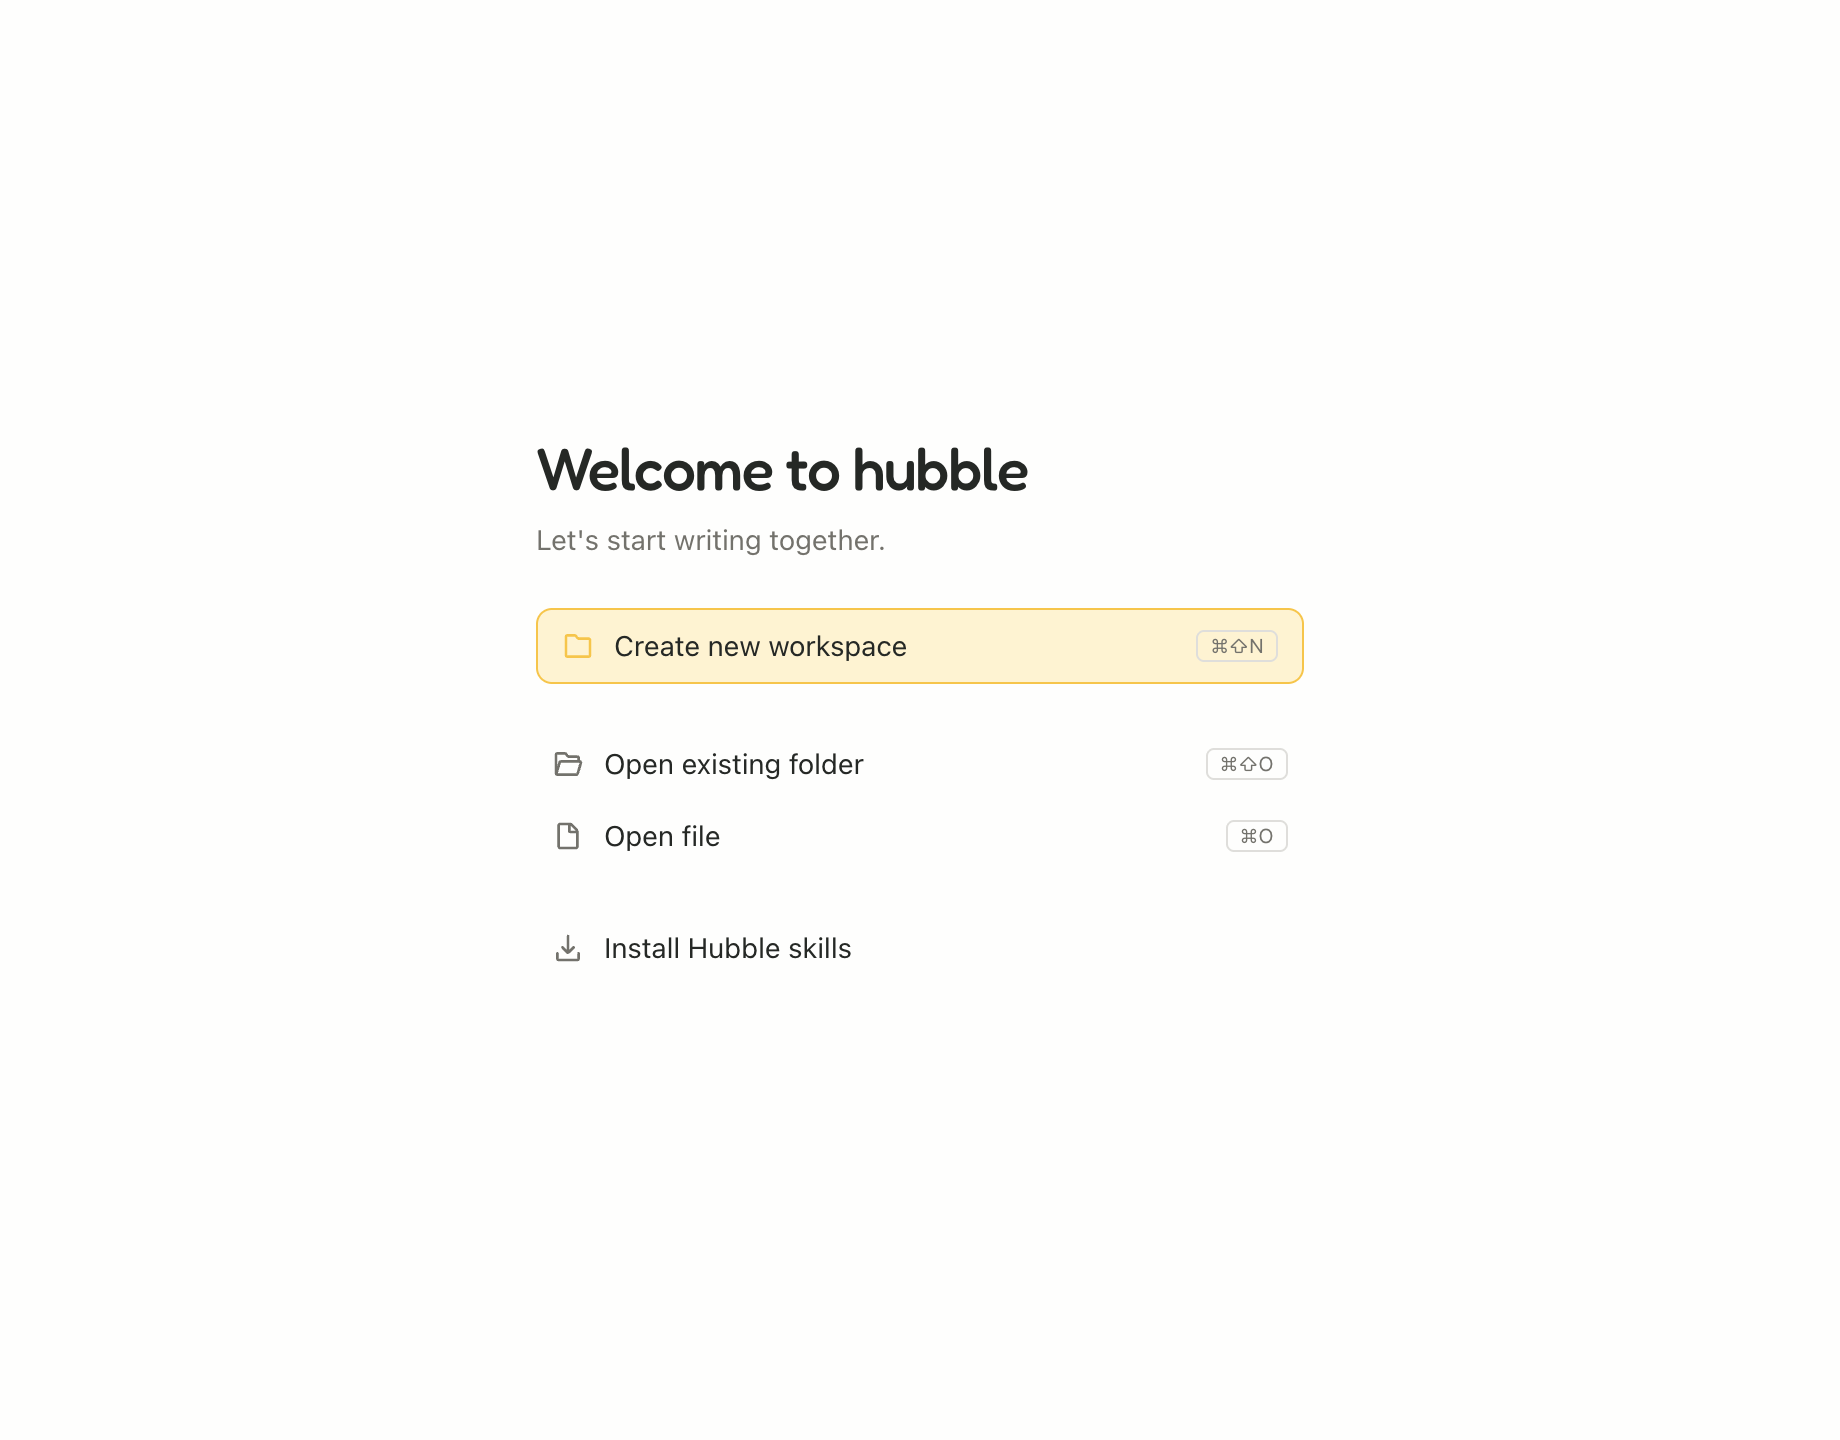 Welcome to hubble
Let's start writing together.
Create new workspace ⌘⇧N
Open existing folder ⌘⇧O
Open file ⌘O
Install Hubble skills